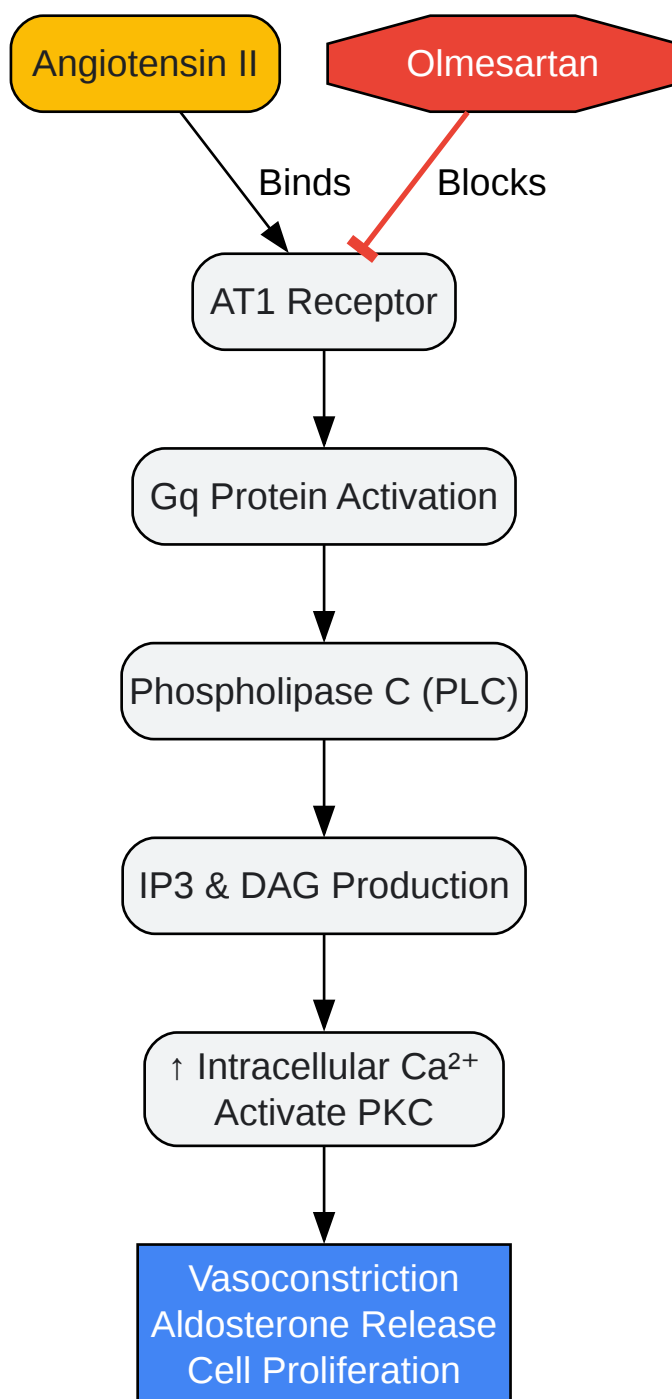 Angiotensin II
Olmesartan
Binds
Blocks
AT1 Receptor
Gq Protein Activation
Phospholipase C (PLC)
IP3 & DAG Production
↑ Intracellular Ca²⁺
Activate PKC
Vasoconstriction
Aldosterone Release
Cell Proliferation